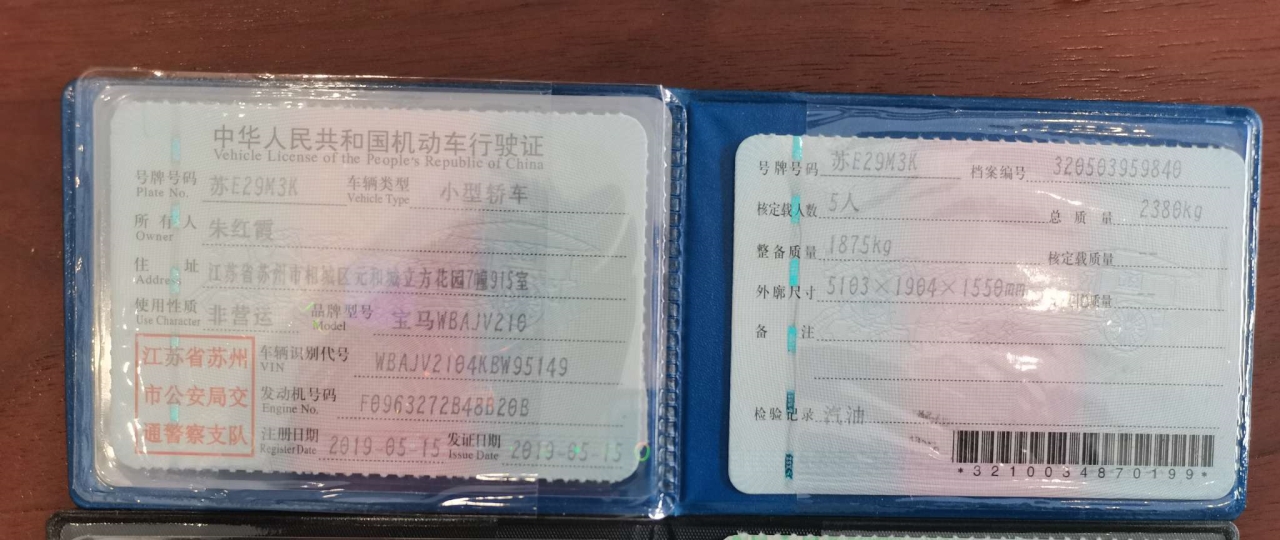 中华人民共和国机动车行驶证
Vehicle License of the People's Republic of China
号牌号码 苏E29M3K 车辆类型 小型轿车
Plate No. Vehicle Type
所有人 朱红霞
Owner
住址 江苏省苏州市相城区元和城立方花园7幢915室
Address
使用性质 非营运 品牌型号 宝马WBAJV210
Use Character Model
江苏省苏州
市公安局交
通警察支队
车辆识别代号 WBAJV2104KBW95149
VIN
发动机号码 F0963272B48B20B
Engine No.
注册日期 2019-05-15 发证日期 2019-05-15
Register Date Issue Date
号牌号码 苏E29M3K 档案编号 320503959840
核定载人数 5人 总质量 2380kg
整备质量 1875kg 核定载质量 --
外廓尺寸 5103×1904×1550mm 质量 --
备注
检验记录 汽油
*3210034870199*